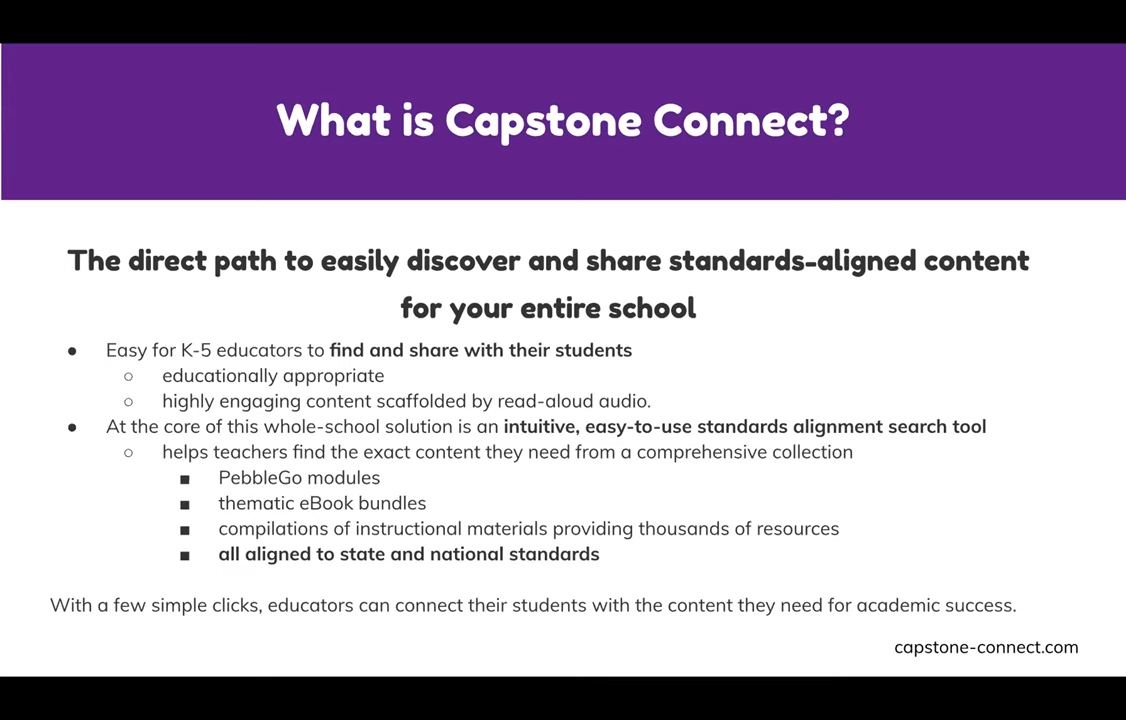 What is Capstone Connect?
The direct path to easily discover and share standards-aligned content
for your entire school
● Easy for K-5 educators to find and share with their students
○ educationally appropriate
○ highly engaging content scaffolded by read-aloud audio.
● At the core of this whole-school solution is an intuitive, easy-to-use standards alignment search tool
○ helps teachers find the exact content they need from a comprehensive collection
■ PebbleGo modules
■ thematic eBook bundles
■ compilations of instructional materials providing thousands of resources
■ all aligned to state and national standards
With a few simple clicks, educators can connect their students with the content they need for academic success.
capstone-connect.com